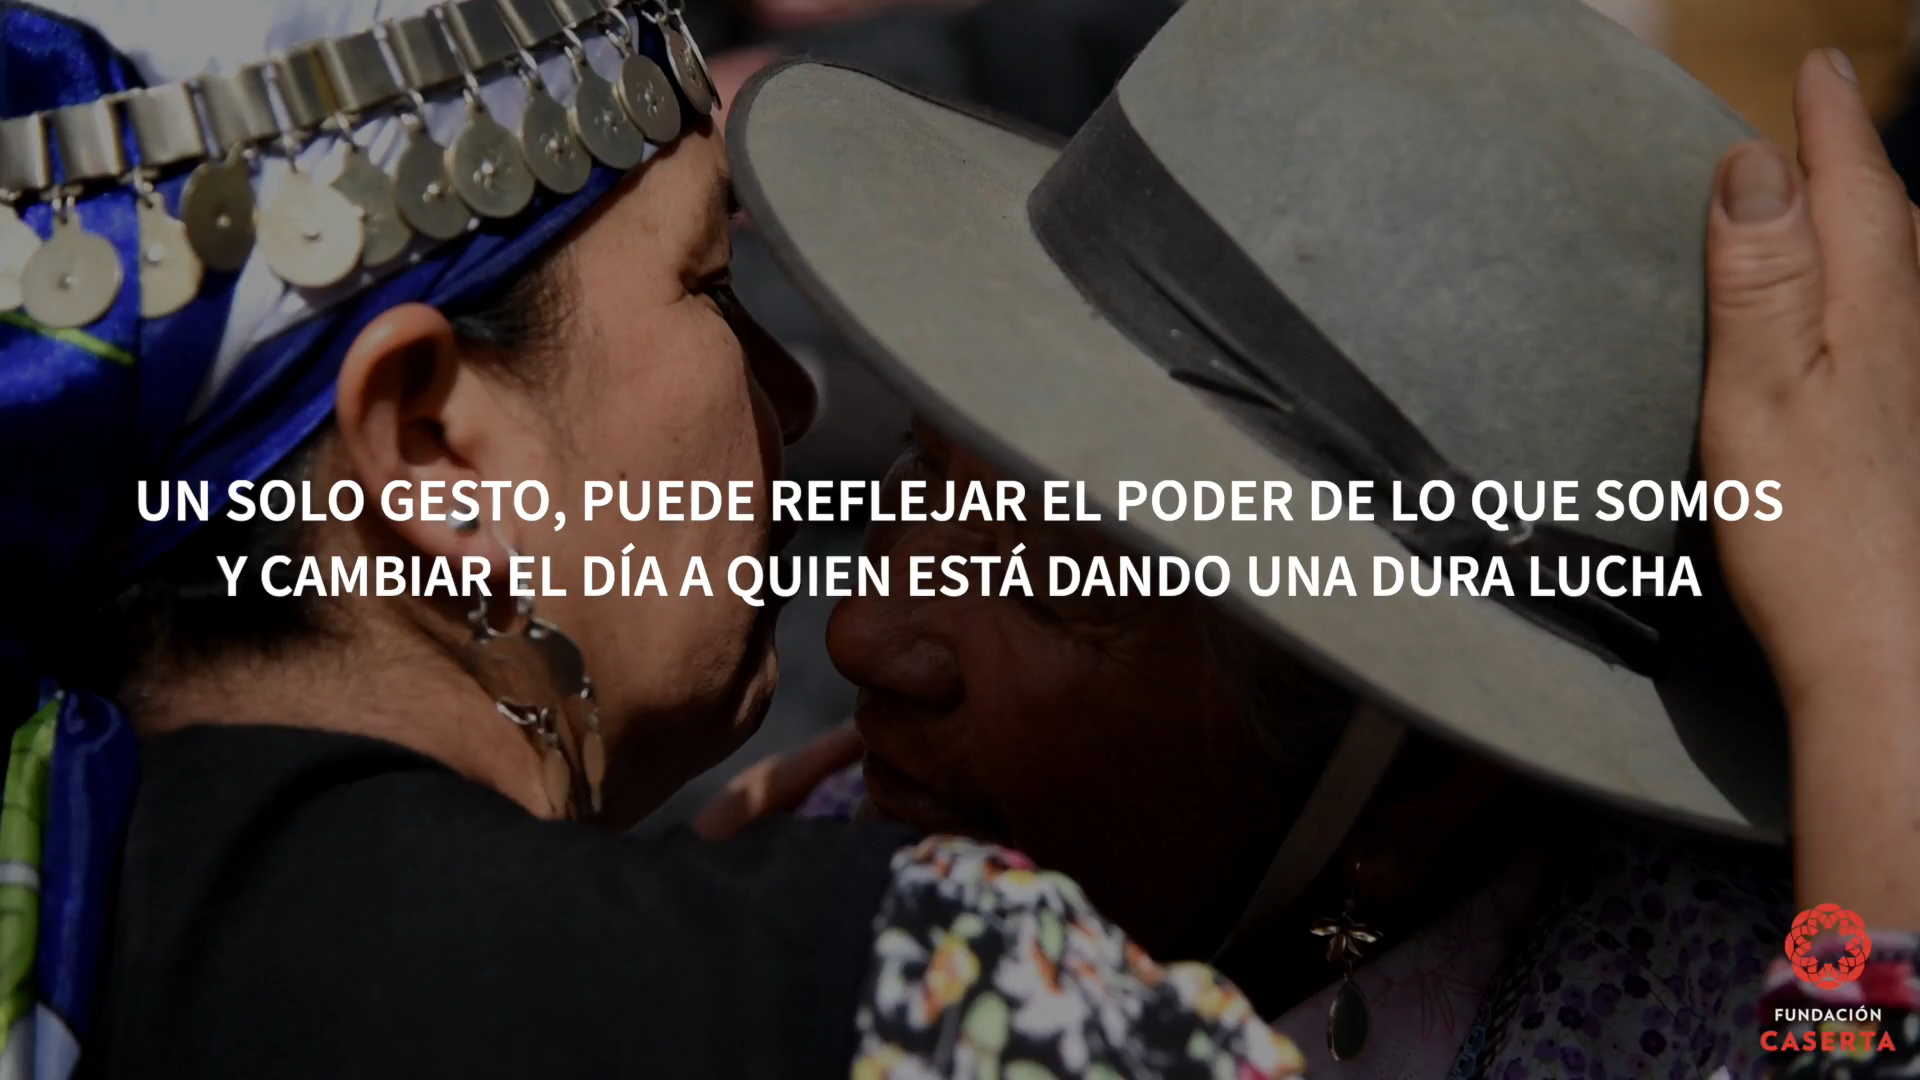 UN SOLO GESTO, PUEDE REFLEJAR EL PODER DE LO QUE SOMOS
Y CAMBIAR EL DÍA A QUIEN ESTÁ DANDO UNA DURA LUCHA
FUNDACIÓN
CASERTA